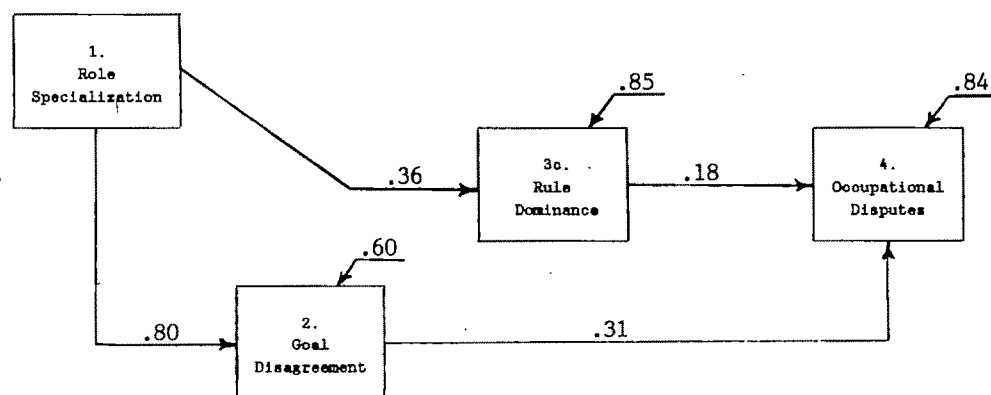 1.
Role
Specialization
.85
.84
.36
3c.
Rule
Dominance
.18
4.
Occupational
Disputes
.60
.80
2.
Goal
Disagreement
.31